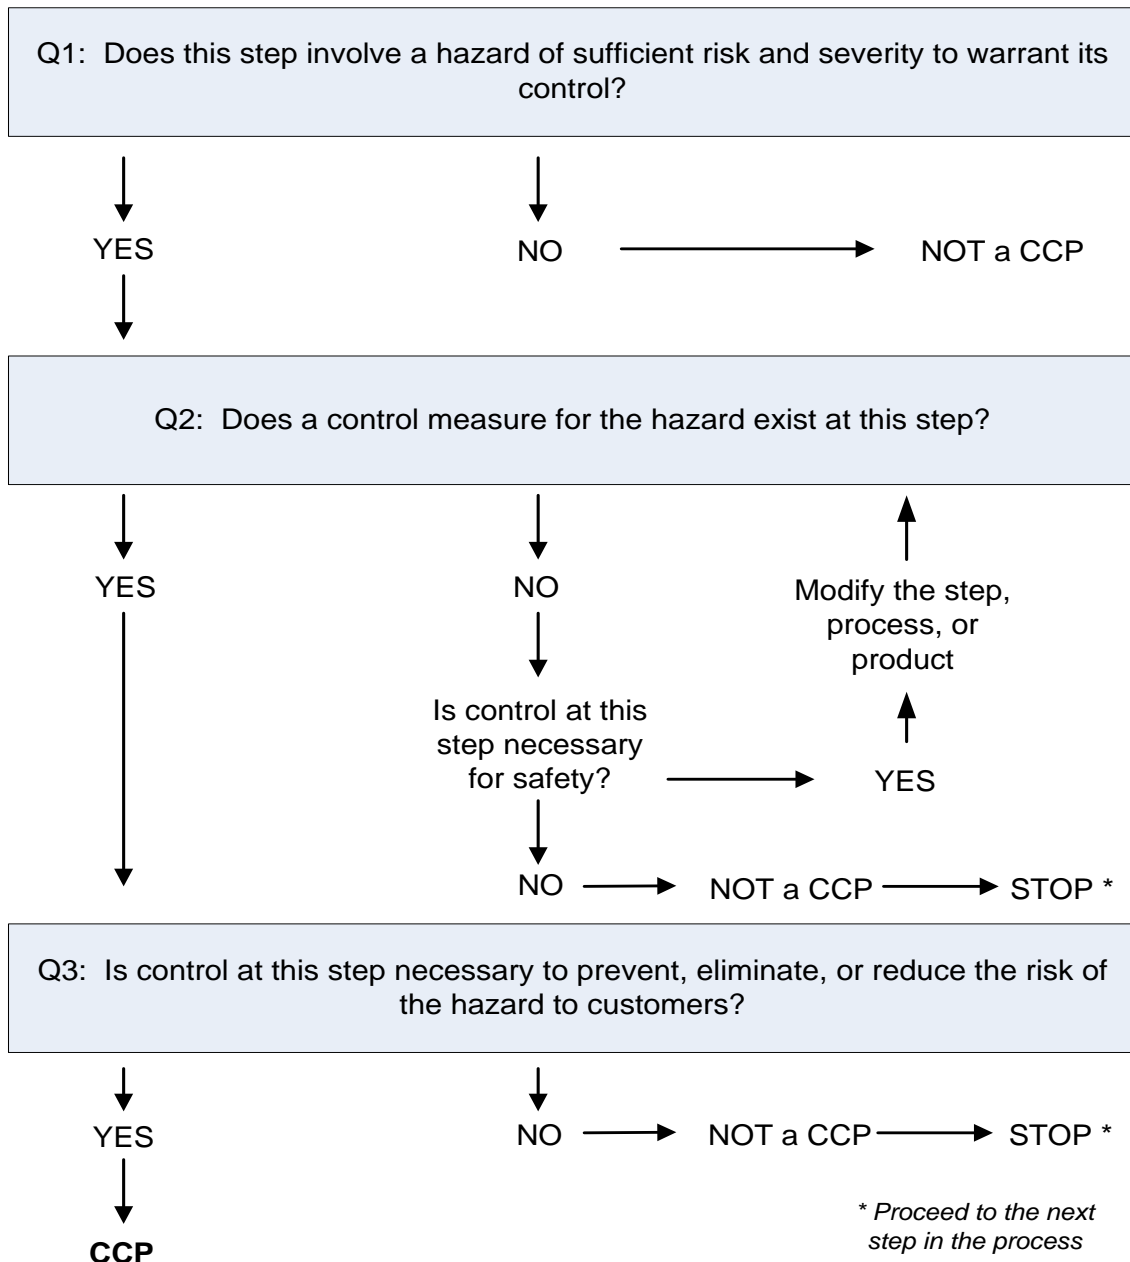 Q1: Does this step involve a hazard of sufficient risk and severity to warrant its
control?
YES
NO
NOT a CCP
Q2: Does a control measure for the hazard exist at this step?
YES
NO
Modify the step,
process, or
product
Is control at this
step necessary
for safety?
YES
NO
NOT a CCP
STOP *
Q3: Is control at this step necessary to prevent, eliminate, or reduce the risk of
the hazard to customers?
YES
NO
NOT a CCP
STOP *
CCP
* Proceed to the next
step in the process